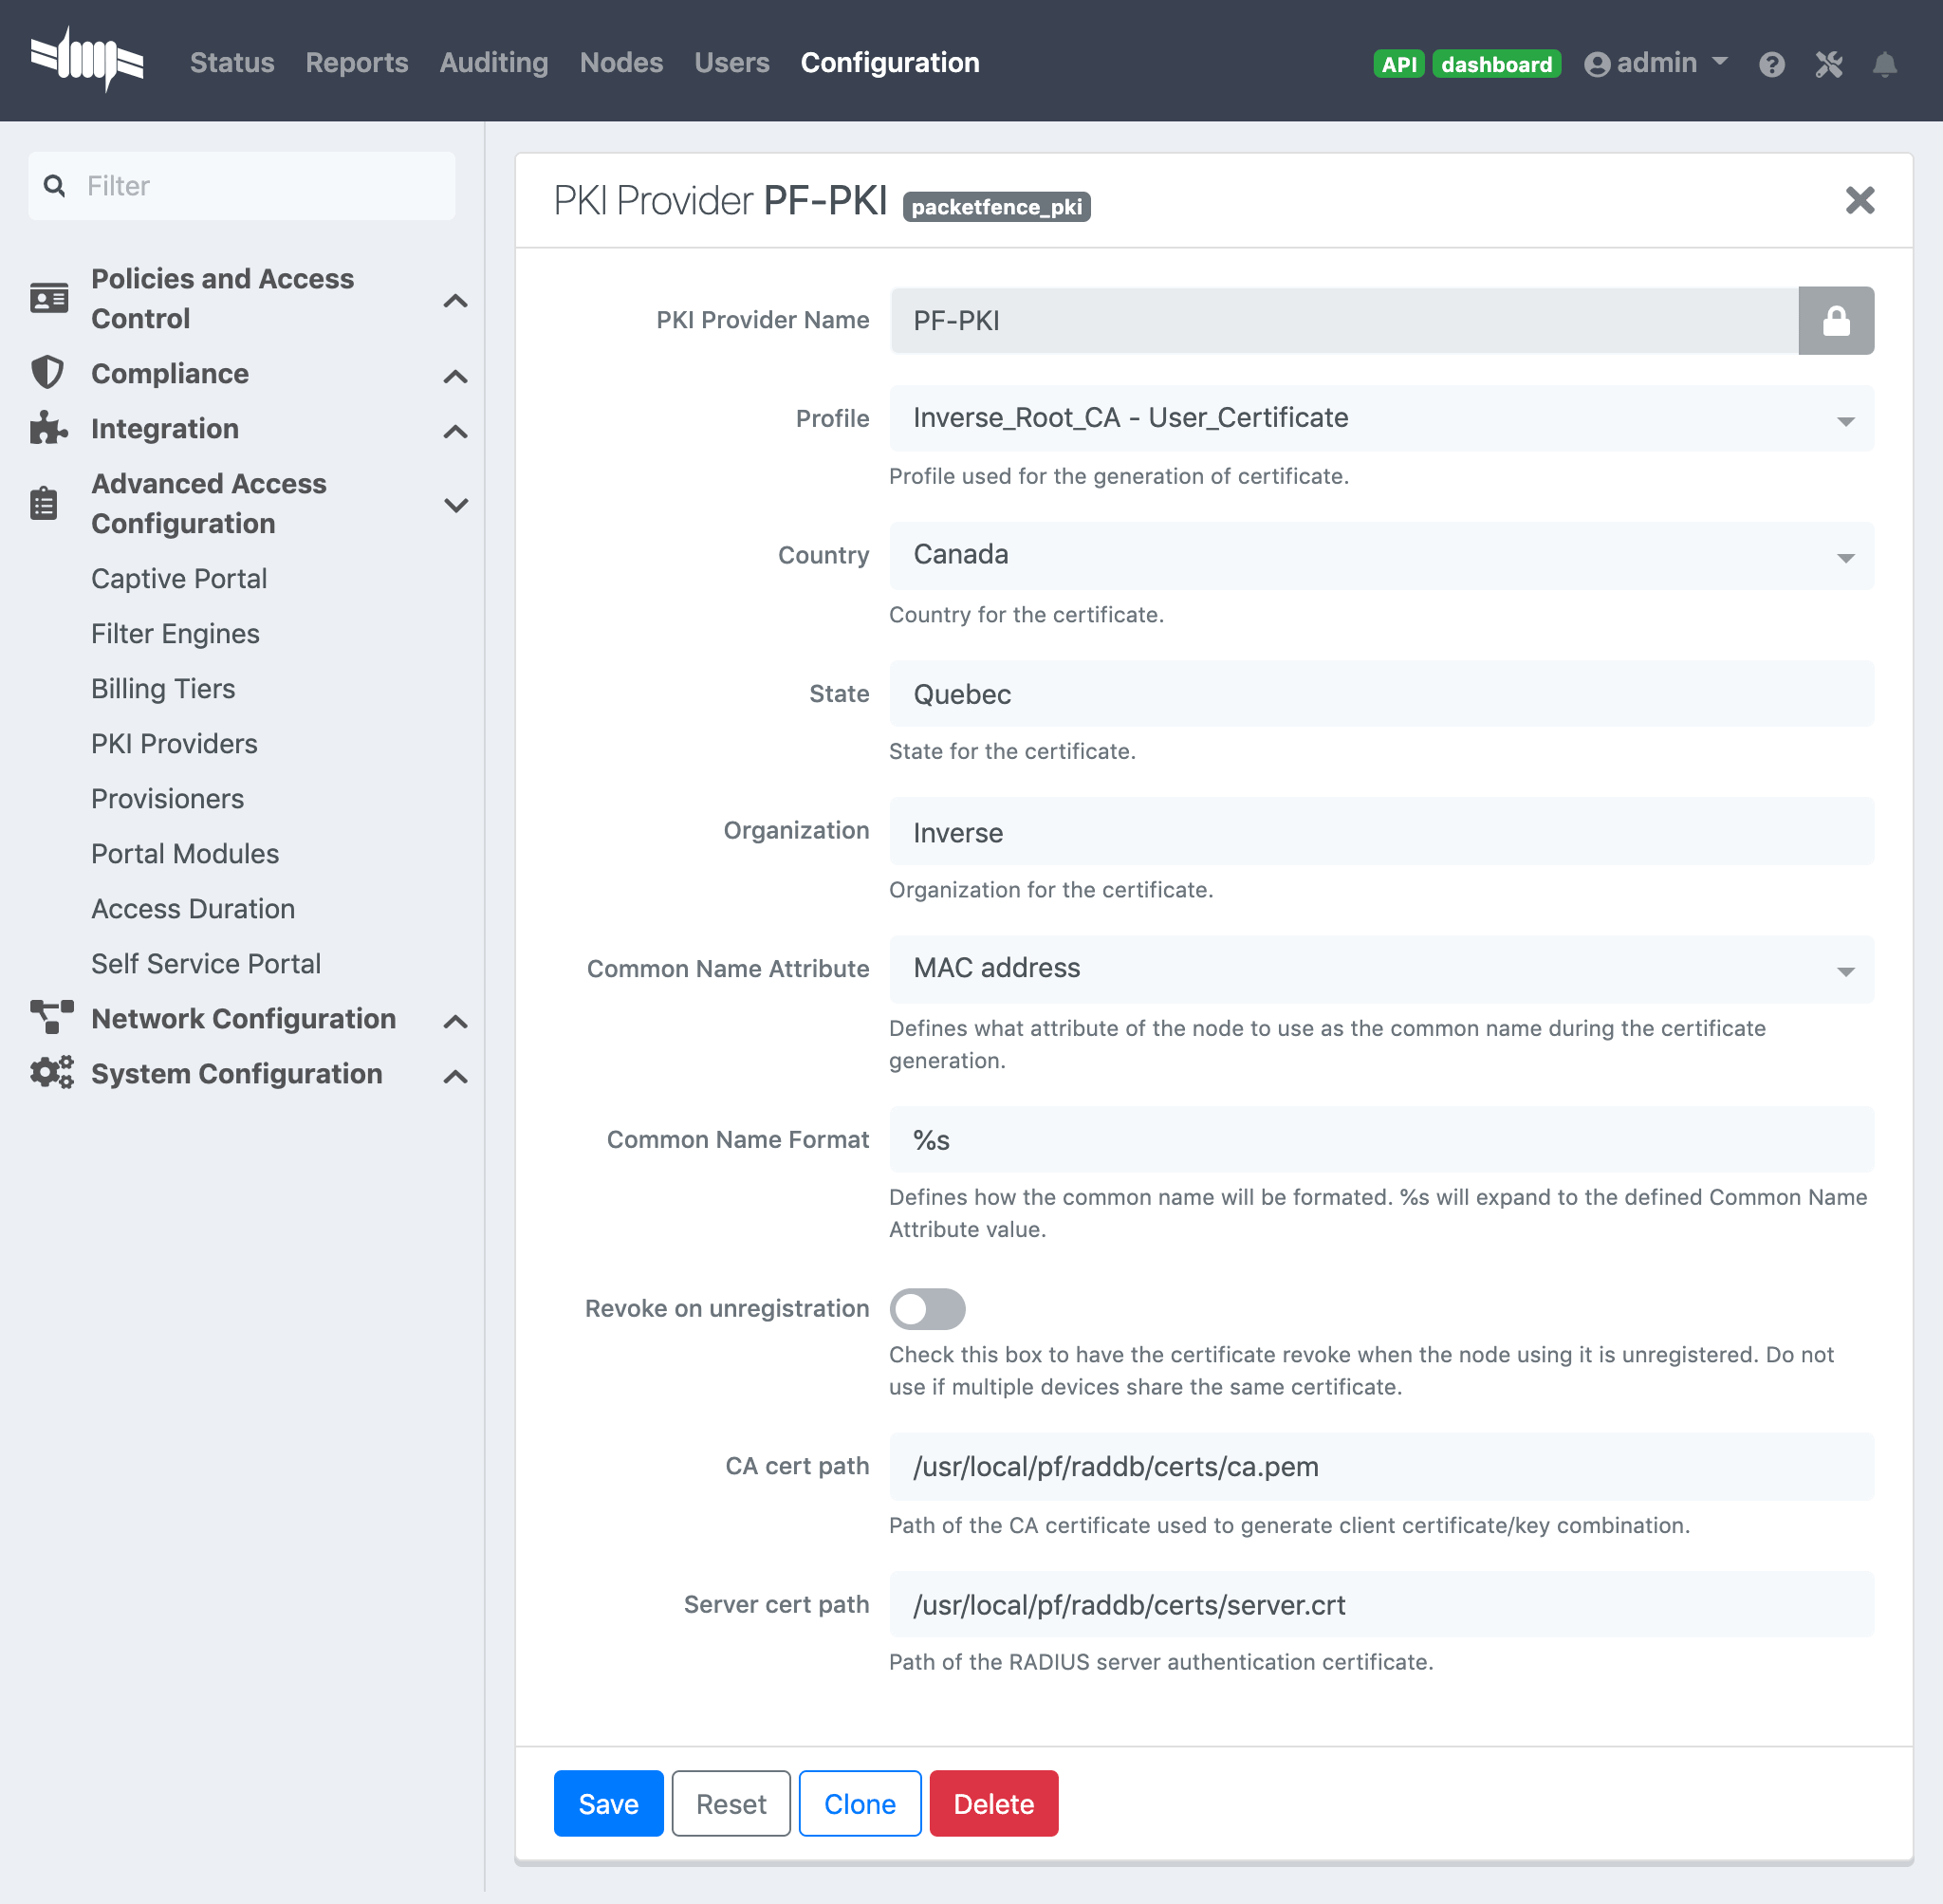 Status Reports Auditing Nodes Users Configuration API dashboard admin
Filter
Policies and Access
Control
Compliance
Integration
Advanced Access
Configuration
Captive Portal
Filter Engines
Billing Tiers
PKI Providers
Provisioners
Portal Modules
Access Duration
Self Service Portal
Network Configuration
System Configuration
PKI Provider PF-PKI packetfence_pki
PKI Provider Name PF-PKI
Profile Inverse_Root_CA - User_Certificate
Profile used for the generation of certificate.
Country Canada
Country for the certificate.
State Quebec
State for the certificate.
Organization Inverse
Organization for the certificate.
Common Name Attribute MAC address
Defines what attribute of the node to use as the common name during the certificate
generation.
Common Name Format %s
Defines how the common name will be formated. %s will expand to the defined Common Name
Attribute value.
Revoke on unregistration
Check this box to have the certificate revoke when the node using it is unregistered. Do not
use if multiple devices share the same certificate.
CA cert path /usr/local/pf/raddb/certs/ca.pem
Path of the CA certificate used to generate client certificate/key combination.
Server cert path /usr/local/pf/raddb/certs/server.crt
Path of the RADIUS server authentication certificate.
Save Reset Clone Delete